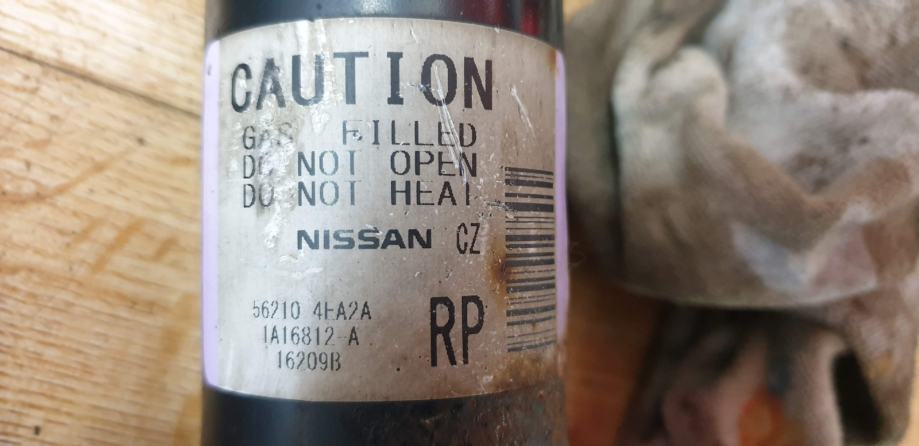 CAUTION
GAS FILLED
DO NOT OPEN
DO NOT HEAT
NISSAN CZ
56210 4EA2A
1A16812-A
16209B
RP